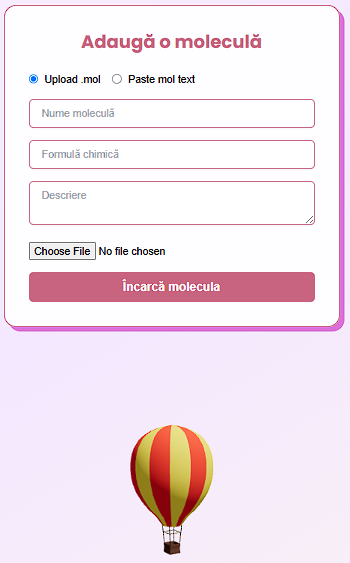 Adaugă o moleculă
Upload .mol Paste mol text
Nume moleculă
Formulă chimică
Descriere
Choose File No file chosen
Încarcă molecula